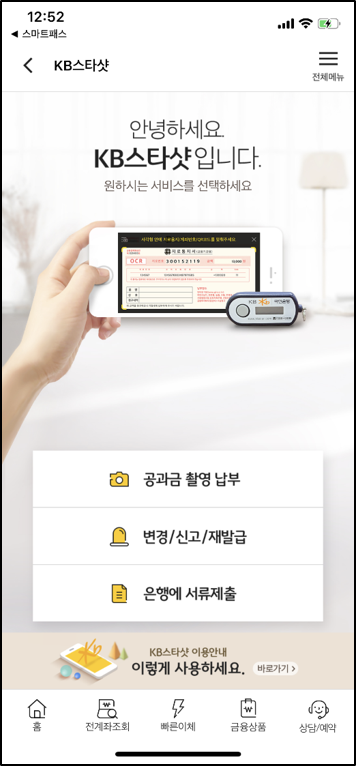 12:52
◀ 스마트패스
KB스타샷
전체메뉴
안녕하세요.
KB스타샷입니다.
원하시는 서비스를 선택하세요
OCR
300152119
공과금 촬영 납부
변경/신고/재발급
은행에 서류제출
KB스타샷 이용안내
이렇게 사용하세요.
바로가기 >
홈
전계좌조회
빠른이체
금융상품
상담/예약